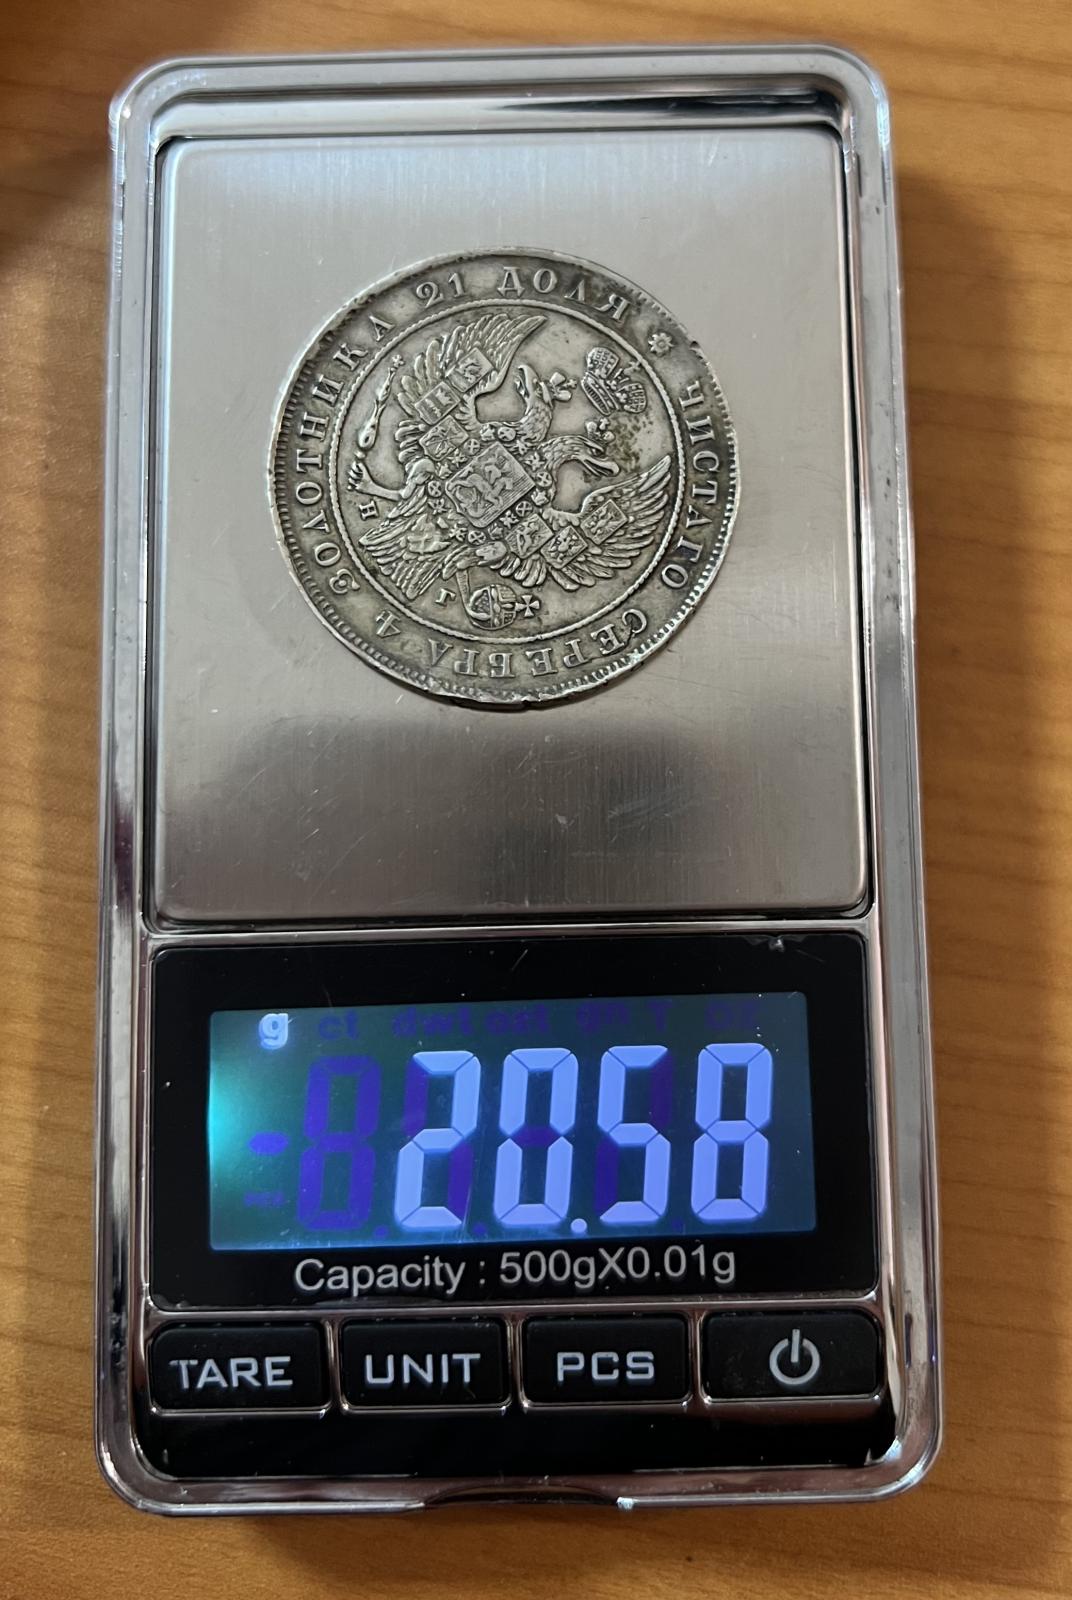 ЧИСТАГО СЕРЕБРА 4 ЗОЛОТНИКА 21 ДОЛЯ
Н Г
g ct dwt ozt gn T oz
20.58
Capacity : 500gX0.01g
TARE UNIT PCS